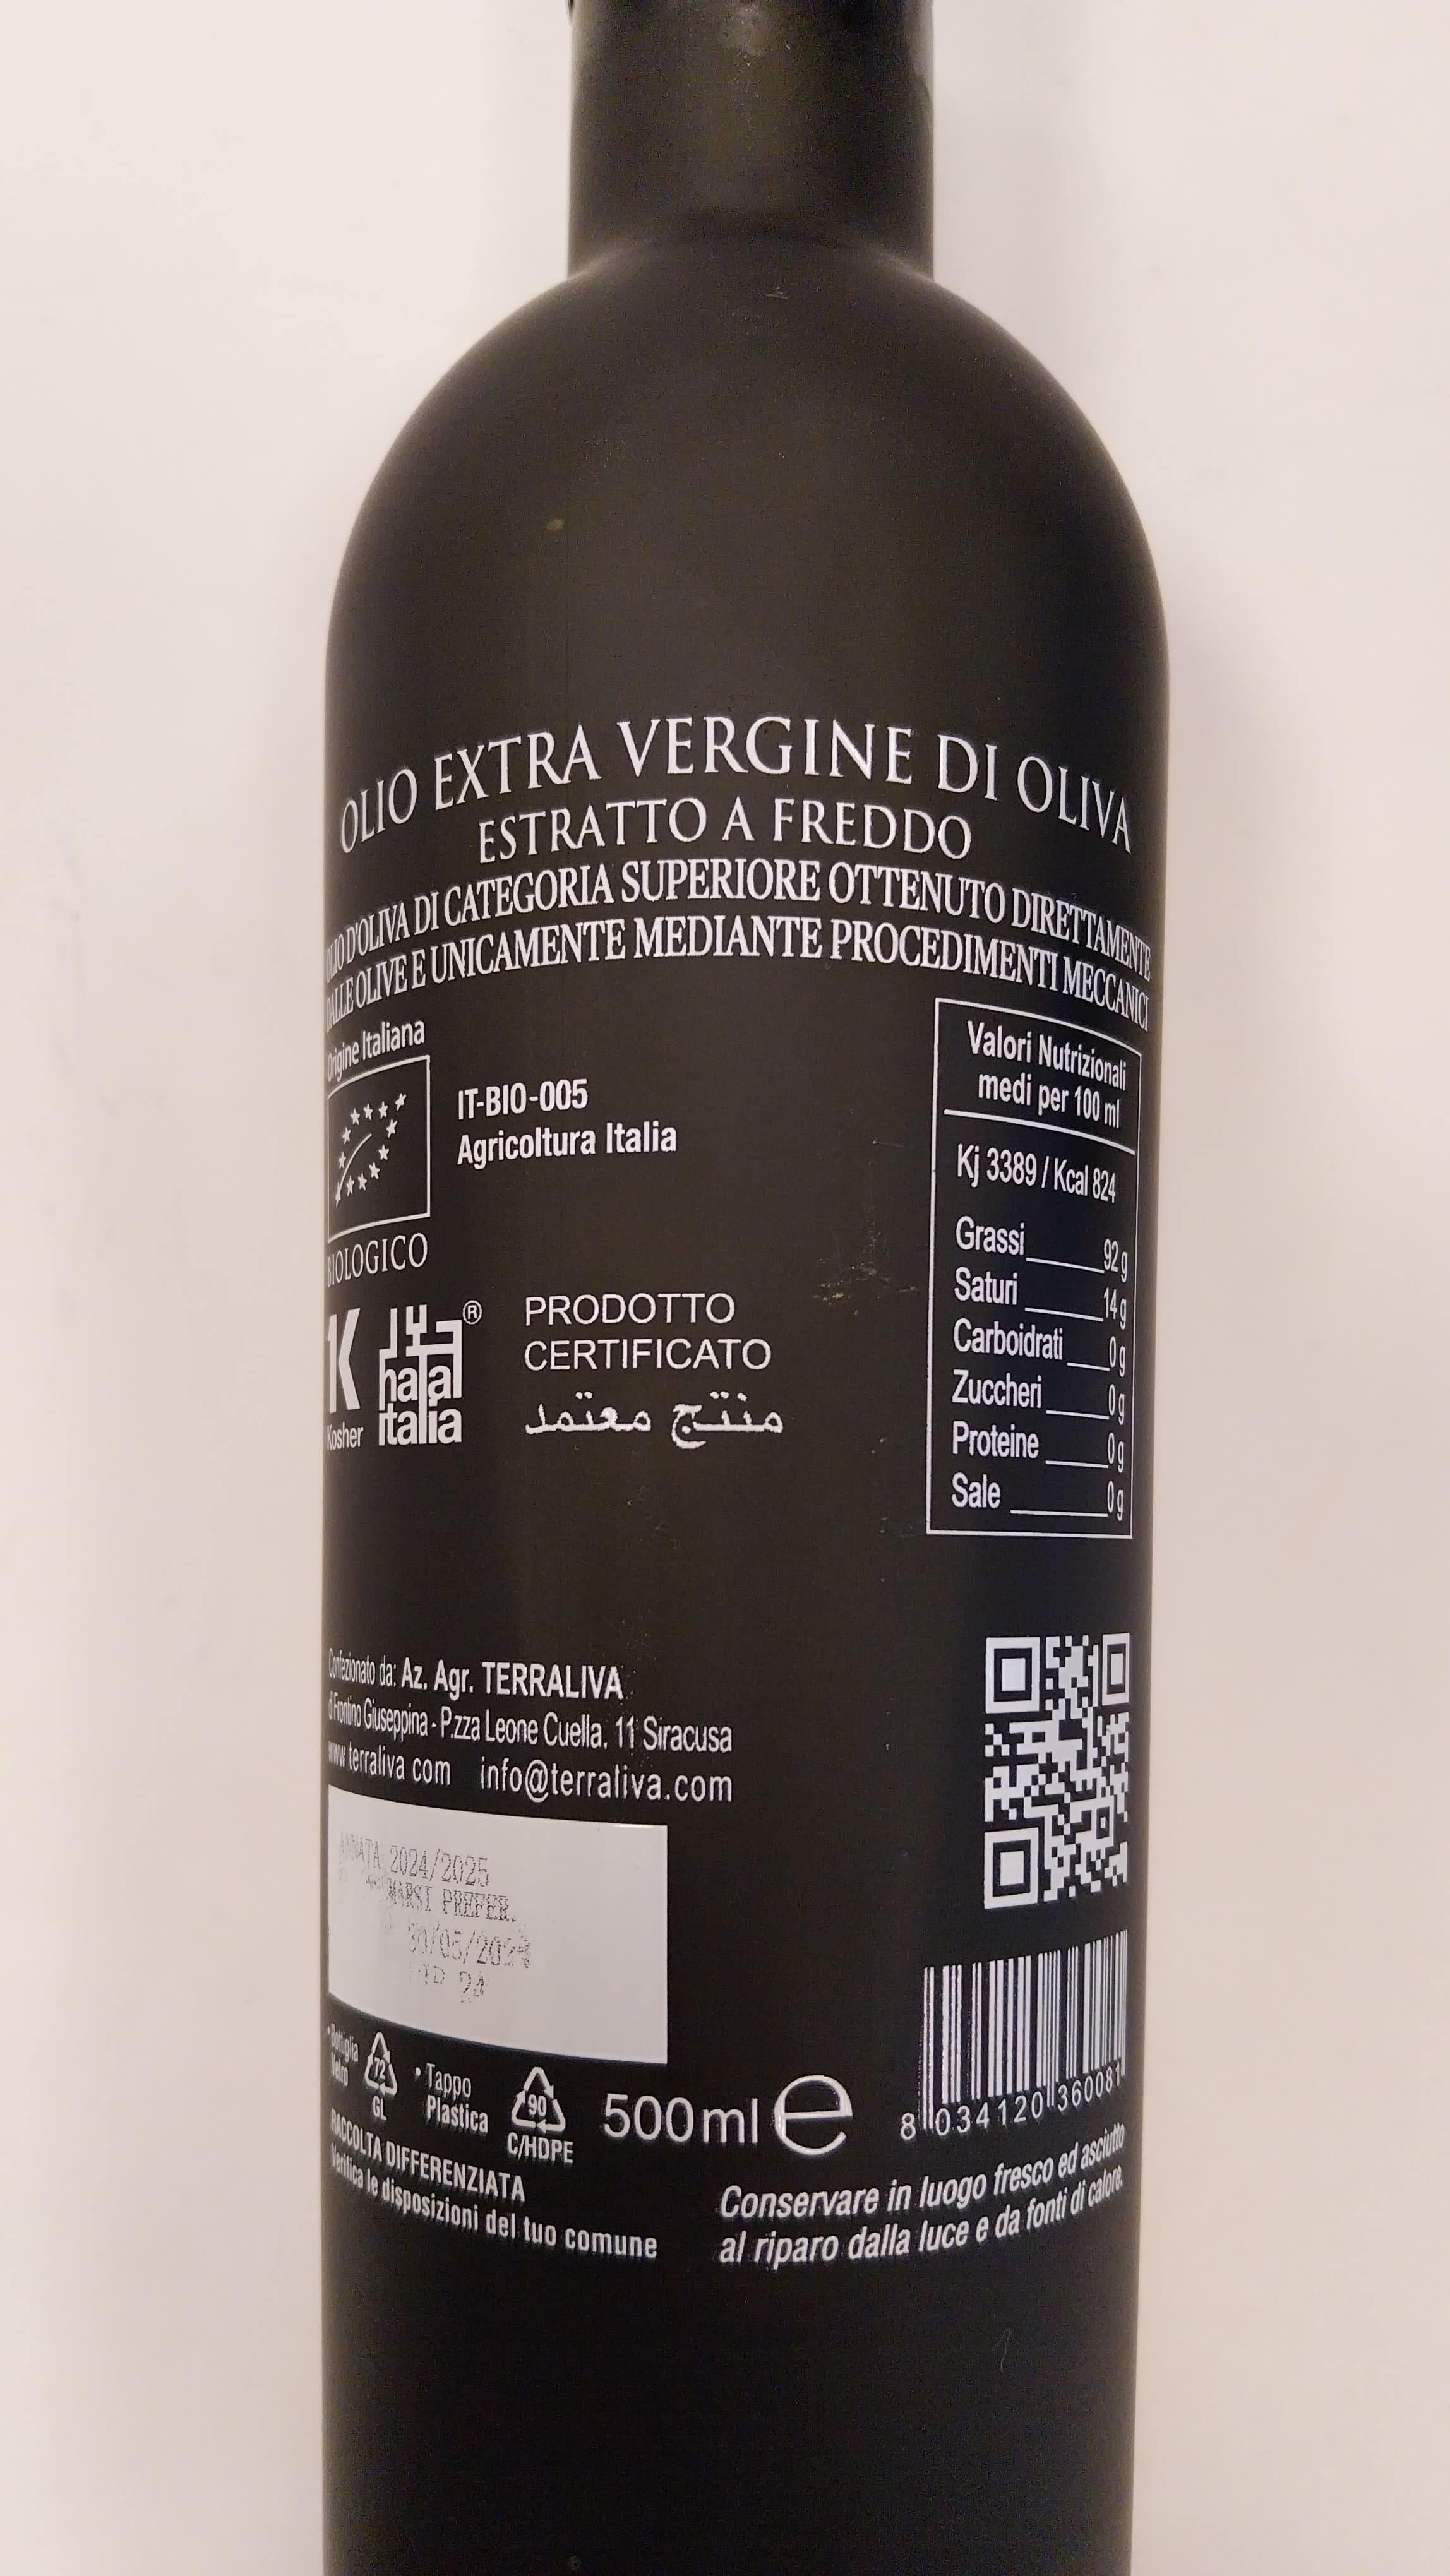 OLIO EXTRA VERGINE DI OLIVA
ESTRATTO A FREDDO
OLIO D'OLIVA DI CATEGORIA SUPERIORE OTTENUTO DIRETTAMENTE
DALLE OLIVE E UNICAMENTE MEDIANTE PROCEDIMENTI MECCANICI
Origine Italiana
IT-BIO-005
Agricoltura Italia
BIOLOGICO
K
Kosher
حلال
halal
italia
®
PRODOTTO
CERTIFICATO
منتج معتمد
Valori Nutrizionali
medi per 100 ml
Kj 3389 / Kcal 824
Grassi 92 g
Saturi 14 g
Carboidrati 0 g
Zuccheri 0 g
Proteine 0 g
Sale 0 g
Confezionato da: Az. Agr. TERRALIVA
di Frontino Giuseppina - P.zza Leone Cuella, 11 Siracusa
www terraliva com info@terraliva.com
ANNATA 2024/2025
MARSI PREFER.
30/05/
24
• Bottiglia
Vetro
72
GL
• Tappo
Plastica
90
C/HDPE
500ml e
8 034120 360081
RACCOLTA DIFFERENZIATA
Verifica le disposizioni del tuo comune
Conservare in luogo fresco ed asciutto
al riparo dalla luce e da fonti di calore.